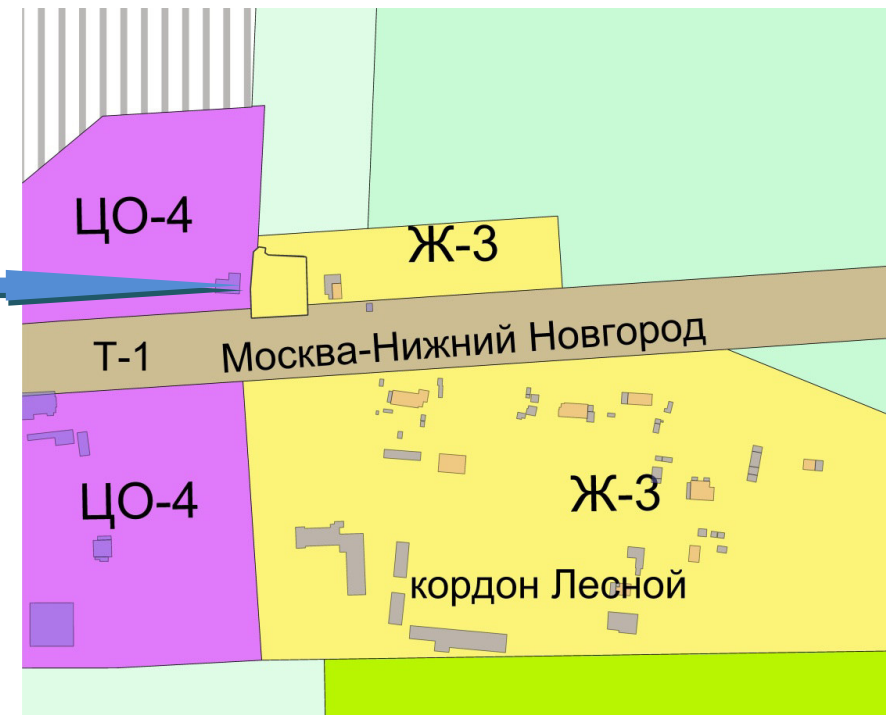 ЦО-4
Ж-3
Т-1
Москва-Нижний Новгород
ЦО-4
Ж-3
кордон Лесной